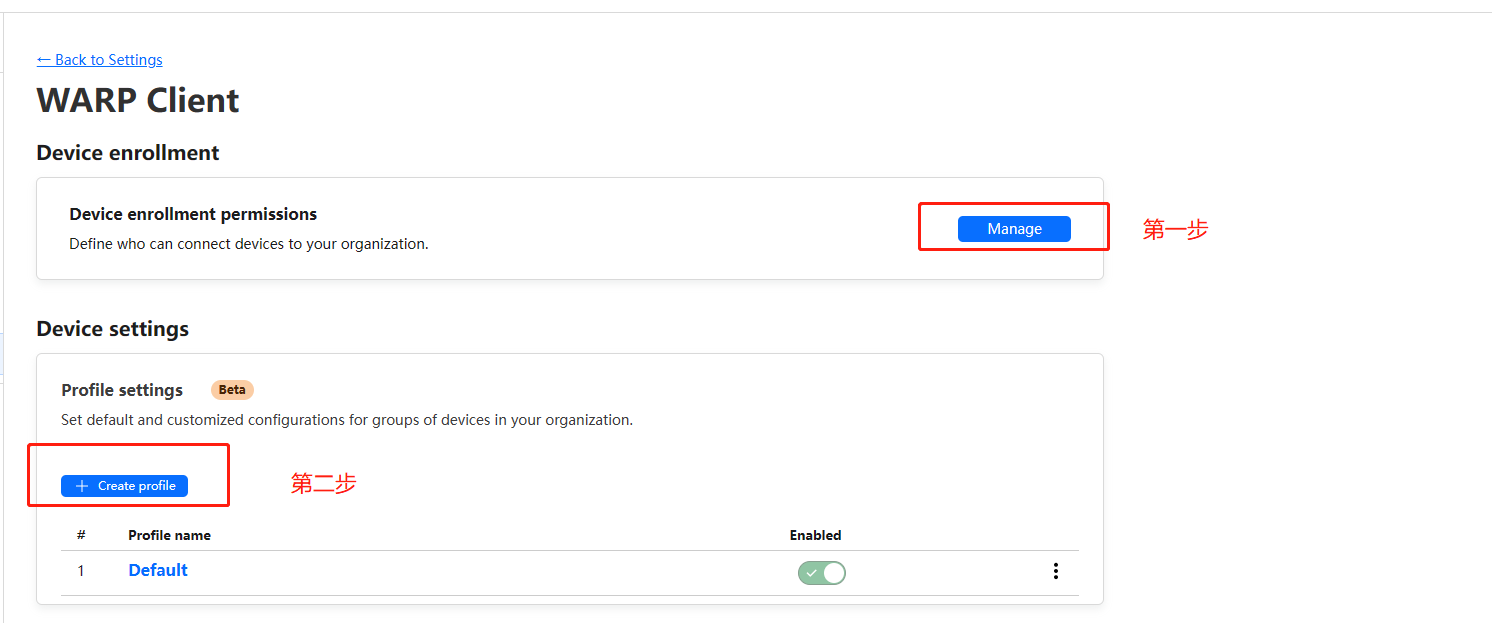 ← Back to Settings
WARP Client
Device enrollment
Device enrollment permissions
Define who can connect devices to your organization.
Manage
第一步
Device settings
Profile settings Beta
Set default and customized configurations for groups of devices in your organization.
+ Create profile
第二步
# Profile name Enabled
1 Default